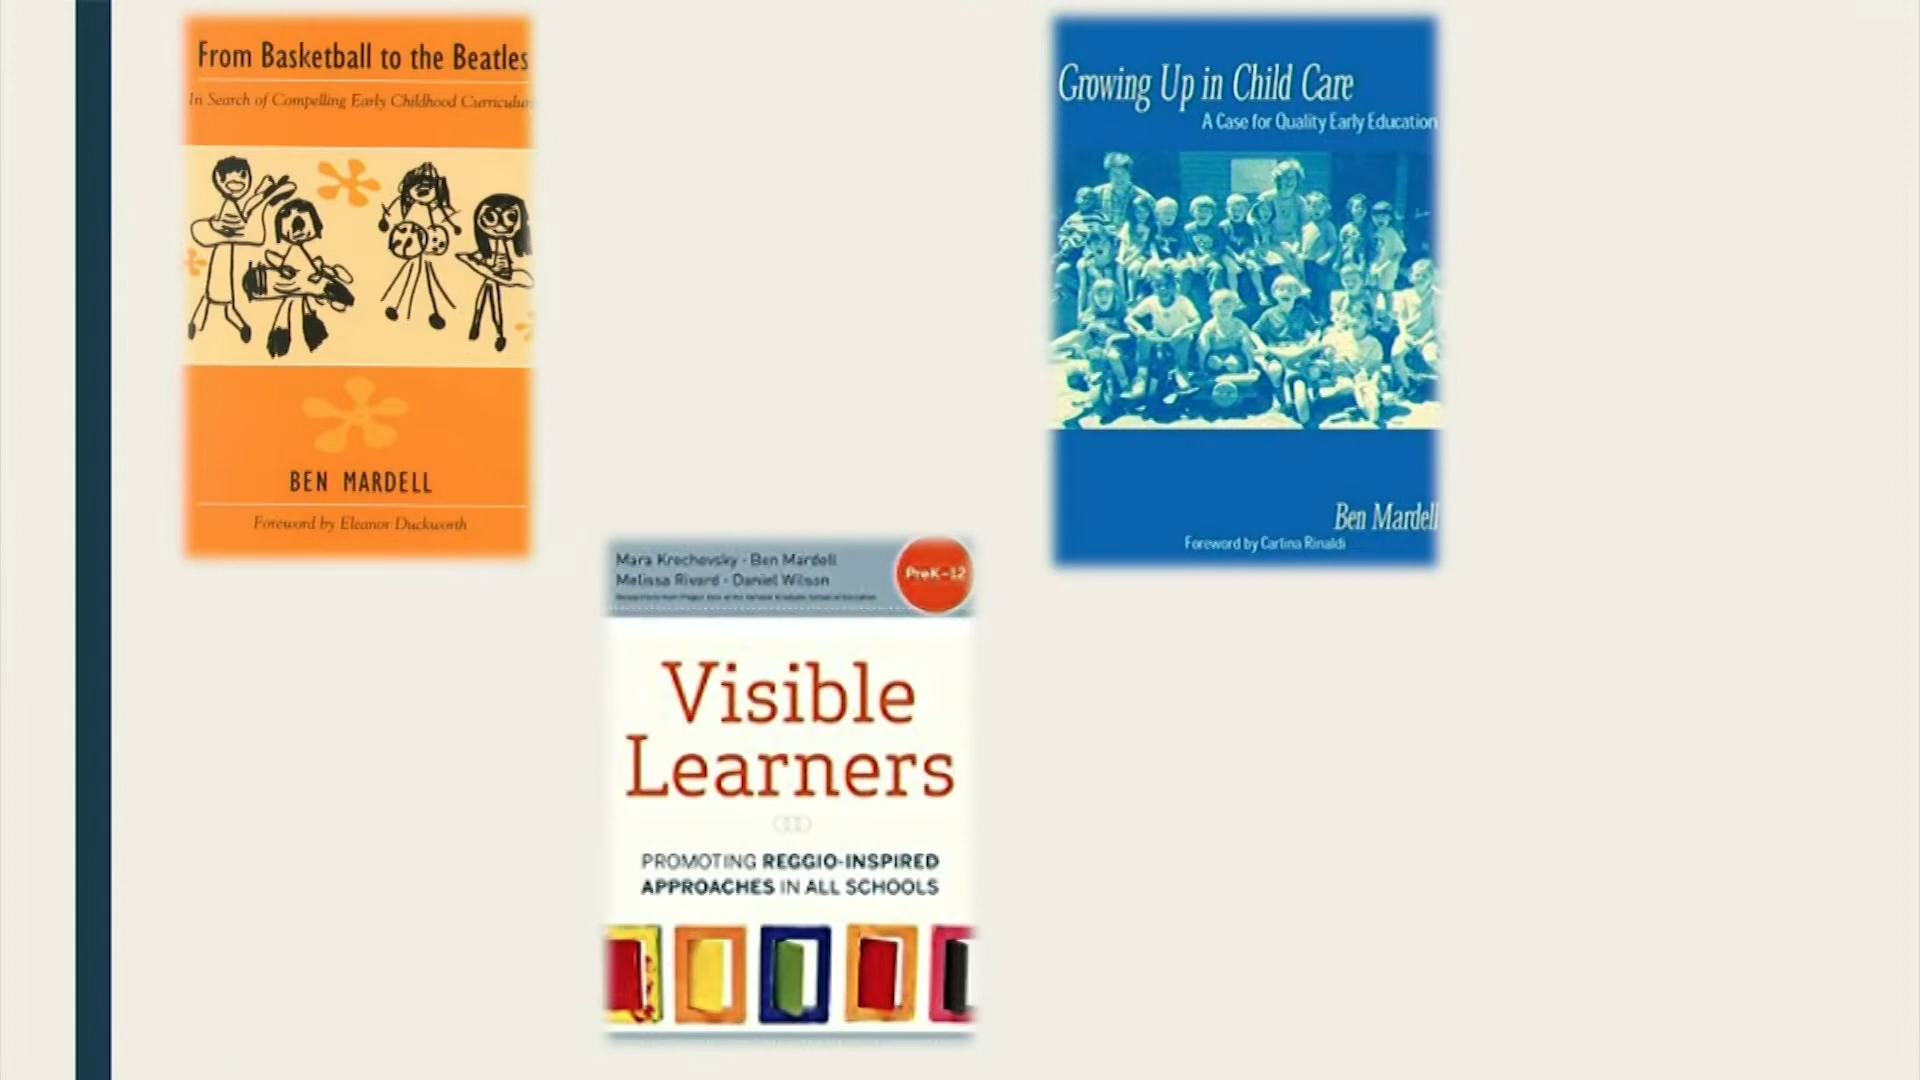 From Basketball to the Beatles
In Search of Compelling Early Childhood Curriculum
BEN MARDELL
Foreword by Eleanor Duckworth
Growing Up in Child Care
A Case for Quality Early Education
Ben Mardell
Foreword by Carlina Rinaldi
Mara Krechevsky · Ben Mardell
Melissa Rivard · Daniel Wilson
PreK–12
Visible
Learners
PROMOTING REGGIO-INSPIRED
APPROACHES IN ALL SCHOOLS